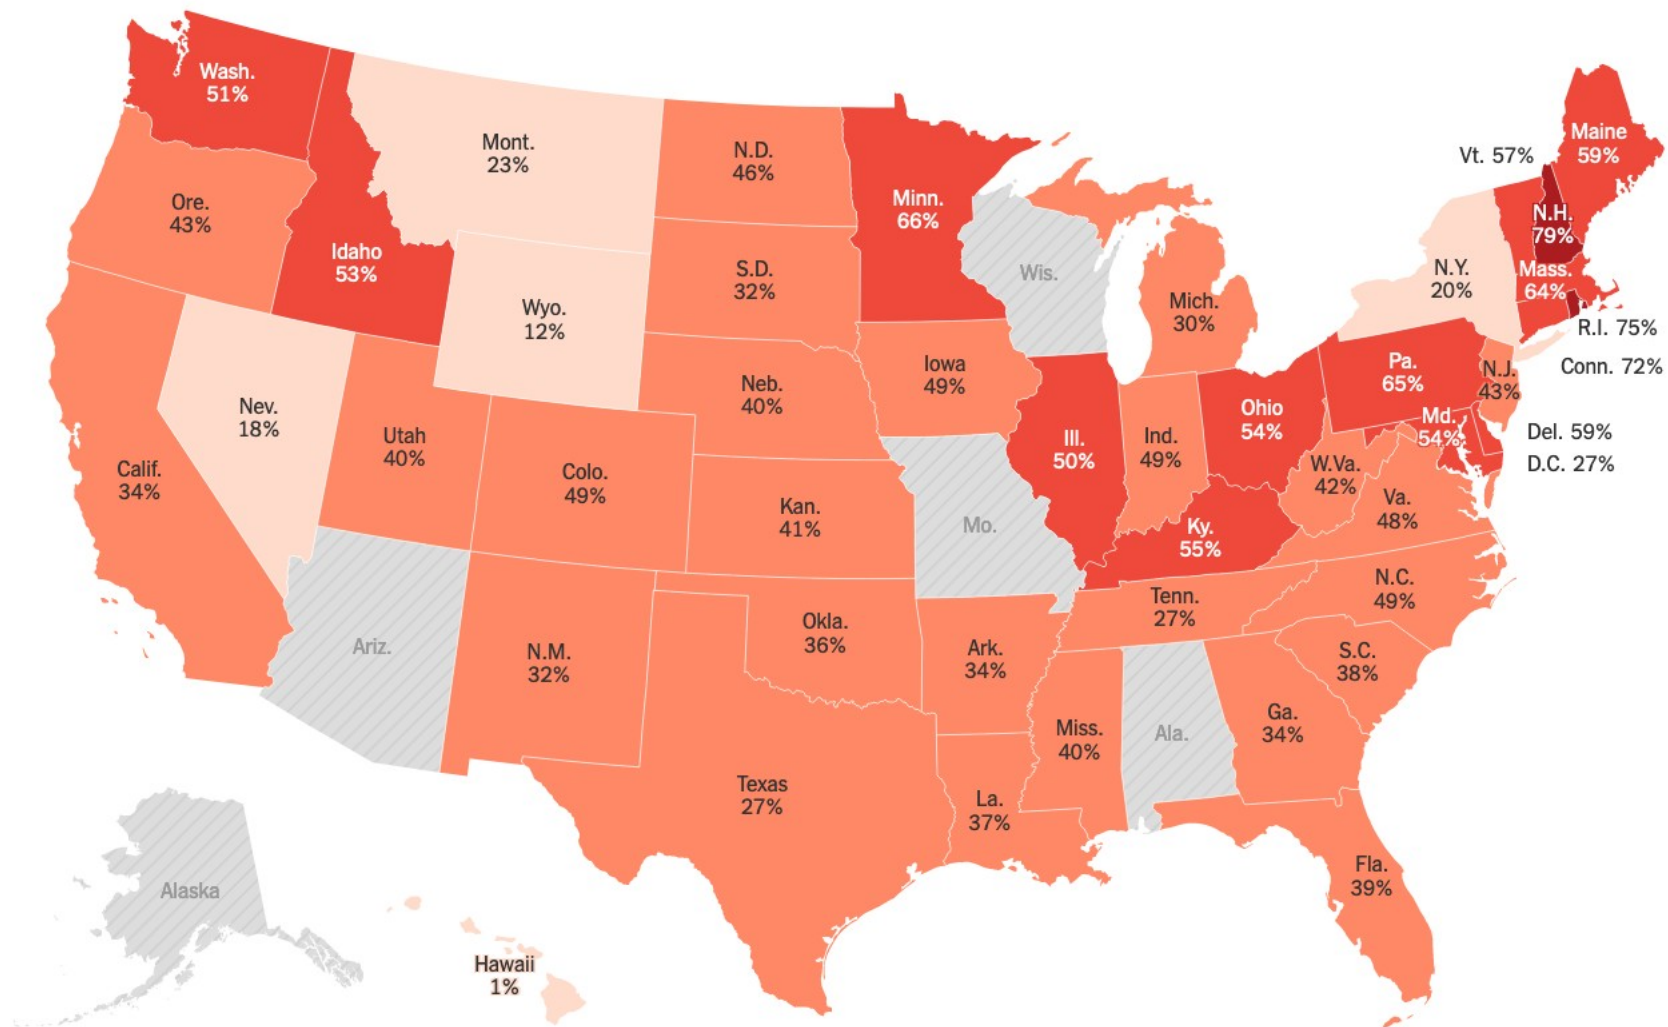 Wash.
51%
Maine
59%
Mont.
23%
N.D.
46%
Vt. 57%
Ore.
43%
Minn.
66%
N.H.
79%
Idaho
53%
S.D.
32%
Wis.
N.Y.
20%
Mass.
64%
Wyo.
12%
Mich.
30%
R.I. 75%
Conn. 72%
Iowa
49%
Pa.
65%
N.J.
43%
Neb.
40%
Nev.
18%
Ohio
54%
Md.
54%
Del. 59%
D.C. 27%
Utah
40%
Ill.
50%
Ind.
49%
Calif.
34%
Colo.
49%
W.Va.
42%
Va.
48%
Kan.
41%
Mo.
Ky.
55%
N.C.
49%
Tenn.
27%
Okla.
36%
Ariz.
N.M.
32%
Ark.
34%
S.C.
38%
Miss.
40%
Ala.
Ga.
34%
Texas
27%
La.
37%
Fla.
39%
Alaska
Hawaii
1%